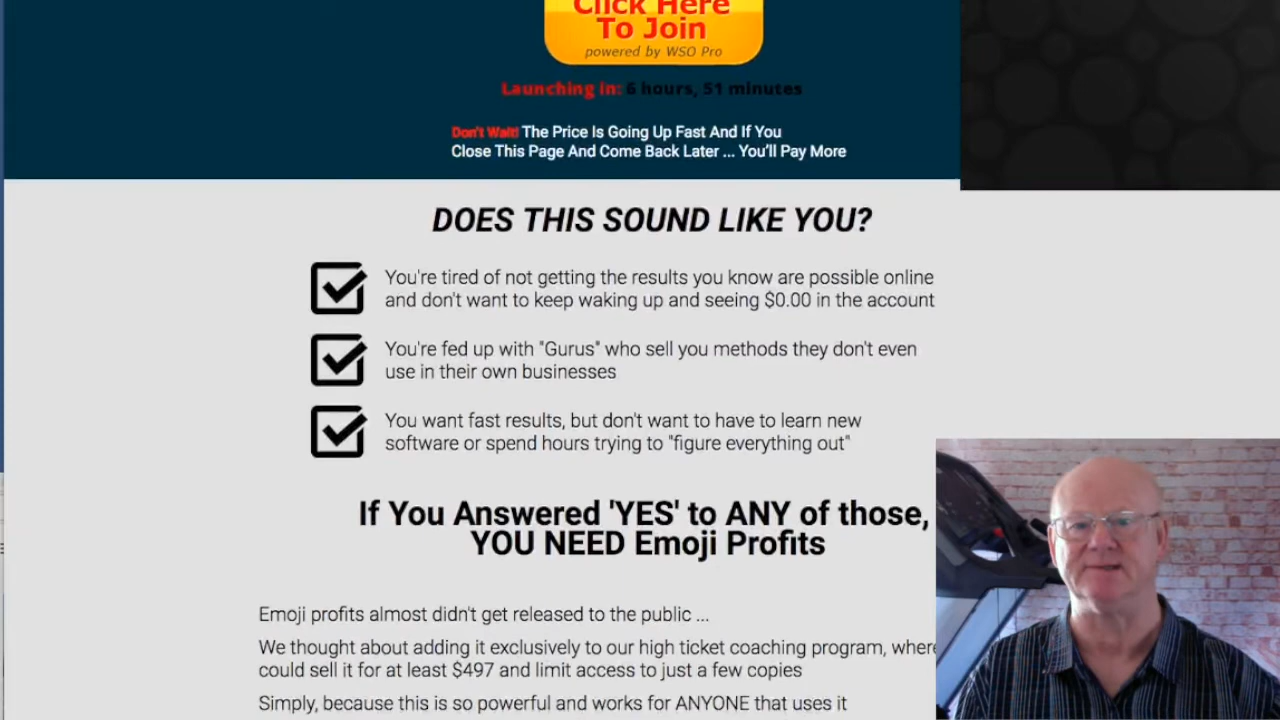 Click Here
To Join
powered by WSO Pro
Launching in: 6 hours, 51 minutes
Don't Wait! The Price Is Going Up Fast And If You
Close This Page And Come Back Later ... You'll Pay More
DOES THIS SOUND LIKE YOU?
You're tired of not getting the results you know are possible online
and don't want to keep waking up and seeing $0.00 in the account
You're fed up with "Gurus" who sell you methods they don't even
use in their own businesses
You want fast results, but don't want to have to learn new
software or spend hours trying to "figure everything out"
If You Answered 'YES' to ANY of those,
YOU NEED Emoji Profits
Emoji profits almost didn't get released to the public ...
We thought about adding it exclusively to our high ticket coaching program, where
could sell it for at least $497 and limit access to just a few copies
Simply, because this is so powerful and works for ANYONE that uses it